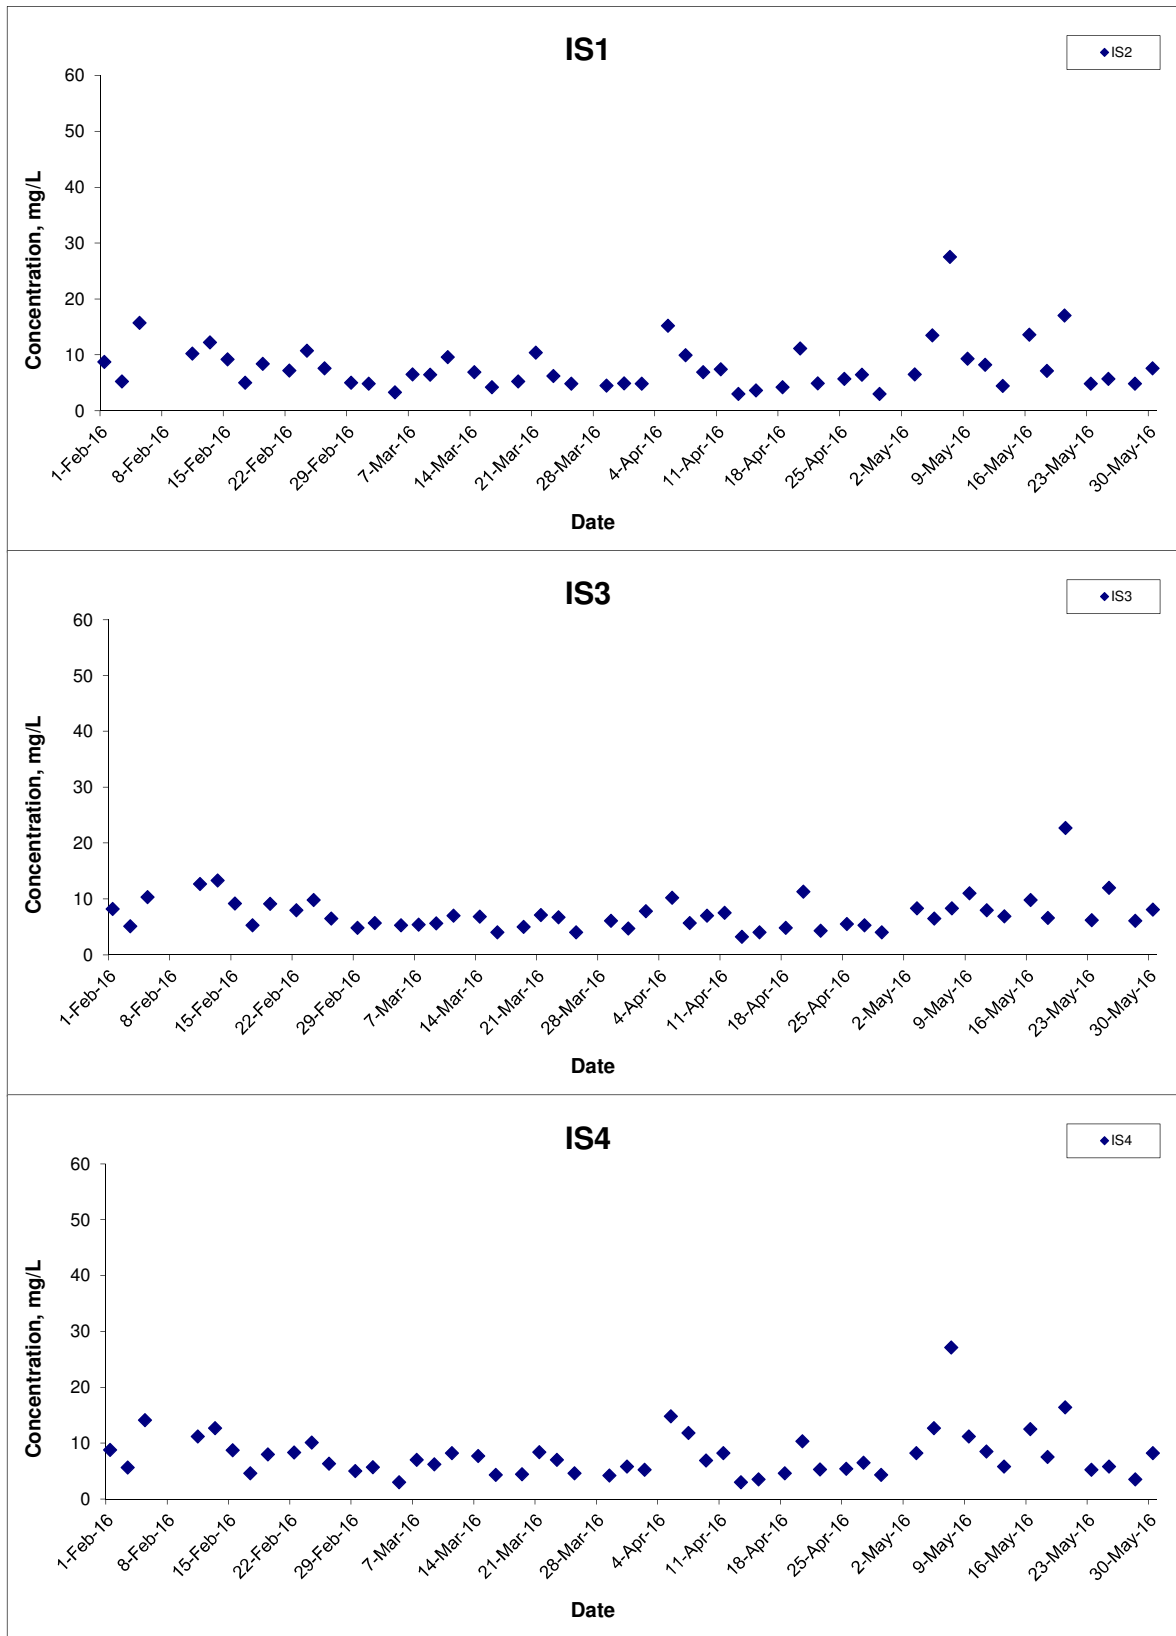 IS1
IS2
60
50
40
30
20
10
0
Concentration, mg/L
1-Feb-16
8-Feb-16
15-Feb-16
22-Feb-16
29-Feb-16
7-Mar-16
14-Mar-16
21-Mar-16
28-Mar-16
4-Apr-16
11-Apr-16
18-Apr-16
25-Apr-16
2-May-16
9-May-16
16-May-16
23-May-16
30-May-16
Date
IS3
IS3
60
50
40
30
20
10
0
Concentration, mg/L
1-Feb-16
8-Feb-16
15-Feb-16
22-Feb-16
29-Feb-16
7-Mar-16
14-Mar-16
21-Mar-16
28-Mar-16
4-Apr-16
11-Apr-16
18-Apr-16
25-Apr-16
2-May-16
9-May-16
16-May-16
23-May-16
30-May-16
Date
IS4
IS4
60
50
40
30
20
10
0
Concentration, mg/L
1-Feb-16
8-Feb-16
15-Feb-16
22-Feb-16
29-Feb-16
7-Mar-16
14-Mar-16
21-Mar-16
28-Mar-16
4-Apr-16
11-Apr-16
18-Apr-16
25-Apr-16
2-May-16
9-May-16
16-May-16
23-May-16
30-May-16
Date